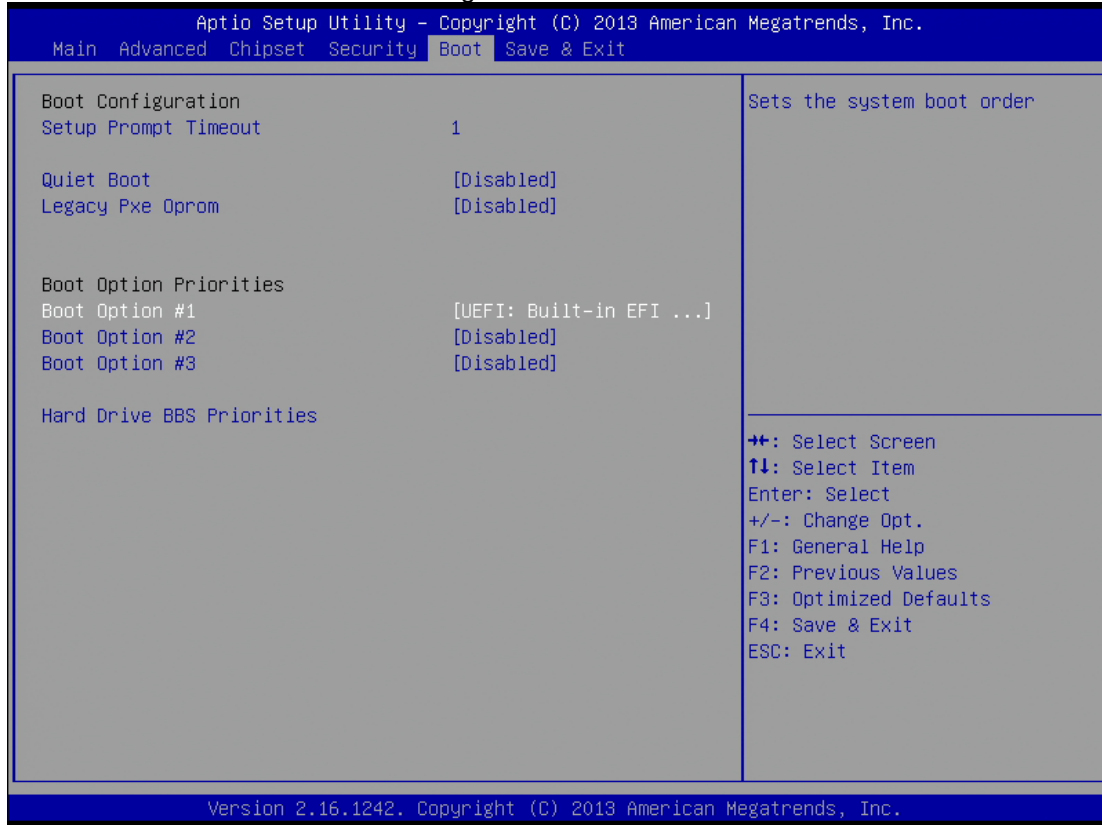 Aptio Setup Utility – Copyright (C) 2013 American Megatrends, Inc.
Main Advanced Chipset Security Boot Save & Exit
Boot Configuration
Setup Prompt Timeout 1
Quiet Boot [Disabled]
Legacy Pxe Oprom [Disabled]
Boot Option Priorities
Boot Option #1 [UEFI: Built-in EFI ...]
Boot Option #2 [Disabled]
Boot Option #3 [Disabled]
Hard Drive BBS Priorities
Sets the system boot order
→←: Select Screen
↑↓: Select Item
Enter: Select
+/-: Change Opt.
F1: General Help
F2: Previous Values
F3: Optimized Defaults
F4: Save & Exit
ESC: Exit
Version 2.16.1242. Copyright (C) 2013 American Megatrends, Inc.